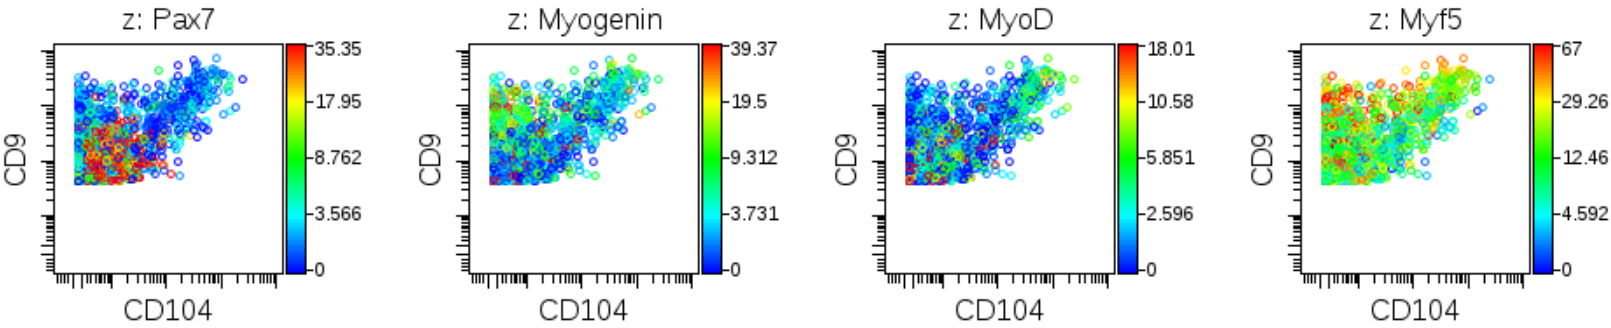 z: Pax7
z: Myogenin
z: MyoD
z: Myf5
CD9
35.35
17.95
8.762
3.566
0
CD104
CD9
39.37
19.5
9.312
3.731
0
CD104
CD9
18.01
10.58
5.851
2.596
0
CD104
CD9
67
29.26
12.46
4.592
0
CD104